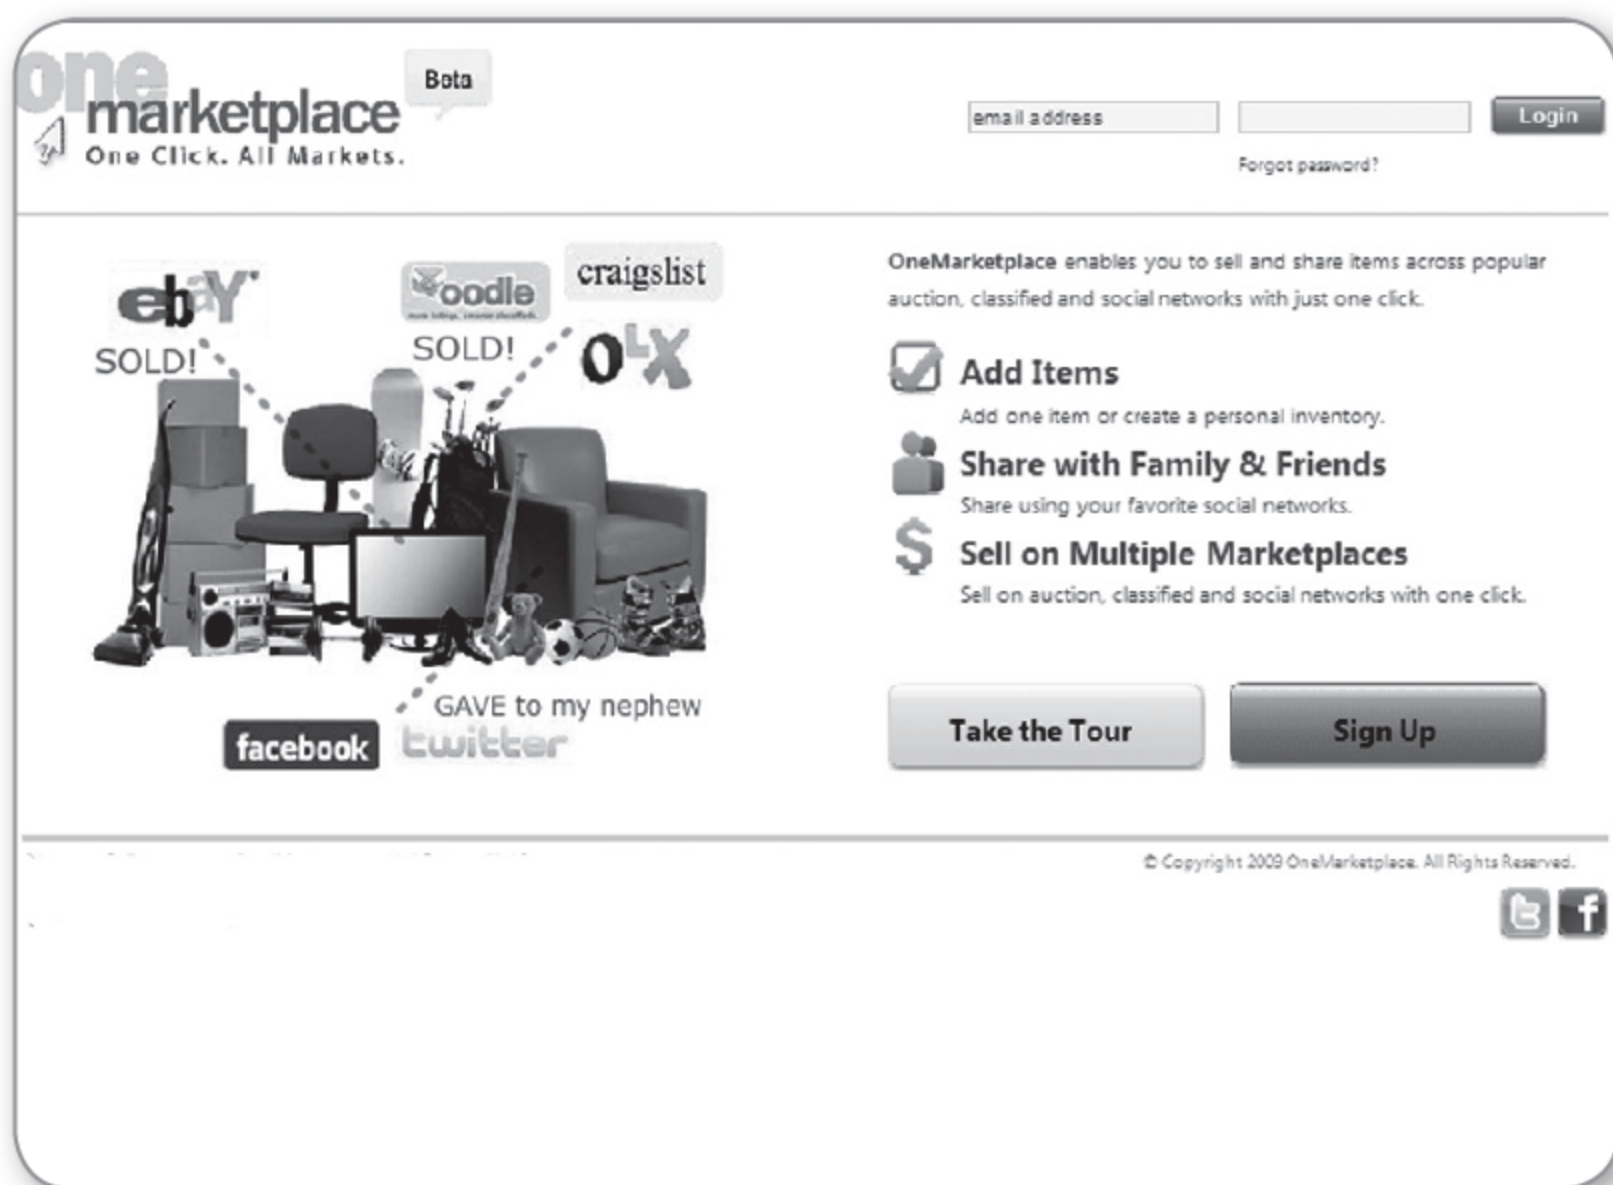 one
marketplace
Beta
One Click. All Markets.
email address
Login
Forgot password?
ebaY
SOLD!
oodle
SOLD!
craigslist
OLX
GAVE to my nephew
facebook
twitter
OneMarketplace enables you to sell and share items across popular
auction, classified and social networks with just one click.
Add Items
Add one item or create a personal inventory.
Share with Family & Friends
Share using your favorite social networks.
Sell on Multiple Marketplaces
Sell on auction, classified and social networks with one click.
Take the Tour
Sign Up
© Copyright 2009 OneMarketplace. All Rights Reserved.
t f